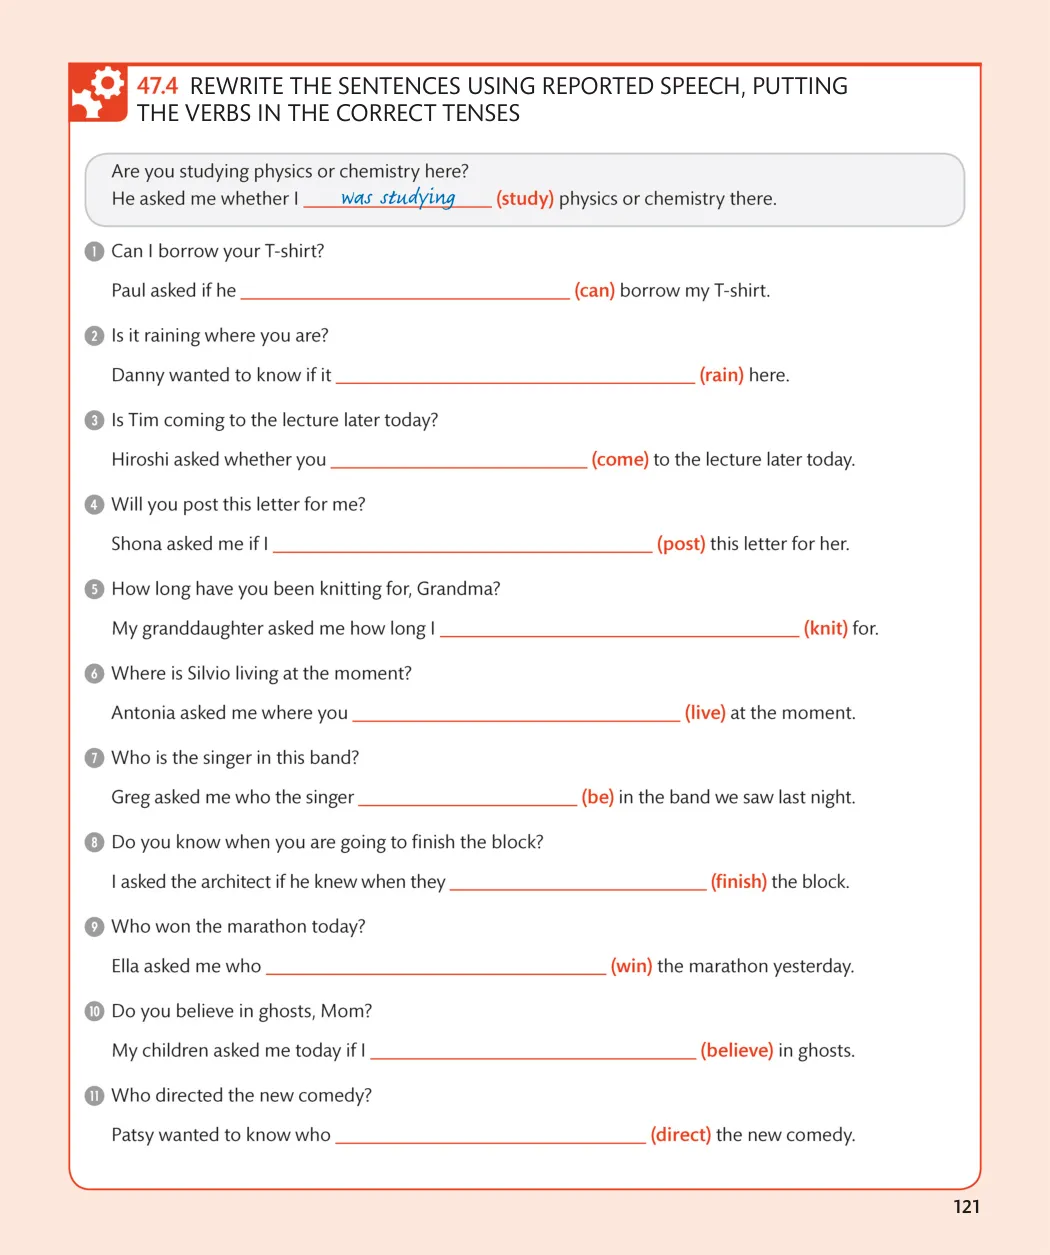 47.4 REWRITE THE SENTENCES USING REPORTED SPEECH, PUTTING
THE VERBS IN THE CORRECT TENSES
Are you studying physics or chemistry here?
He asked me whether I was studying (study) physics or chemistry there.
1 Can I borrow your T-shirt?
Paul asked if he ______ (can) borrow my T-shirt.
2 Is it raining where you are?
Danny wanted to know if it ______ (rain) here.
3 Is Tim coming to the lecture later today?
Hiroshi asked whether you ______ (come) to the lecture later today.
4 Will you post this letter for me?
Shona asked me if I ______ (post) this letter for her.
5 How long have you been knitting for, Grandma?
My granddaughter asked me how long I ______ (knit) for.
6 Where is Silvio living at the moment?
Antonia asked me where you ______ (live) at the moment.
7 Who is the singer in this band?
Greg asked me who the singer ______ (be) in the band we saw last night.
8 Do you know when you are going to finish the block?
I asked the architect if he knew when they ______ (finish) the block.
9 Who won the marathon today?
Ella asked me who ______ (win) the marathon yesterday.
10 Do you believe in ghosts, Mom?
My children asked me today if I ______ (believe) in ghosts.
11 Who directed the new comedy?
Patsy wanted to know who ______ (direct) the new comedy.
121